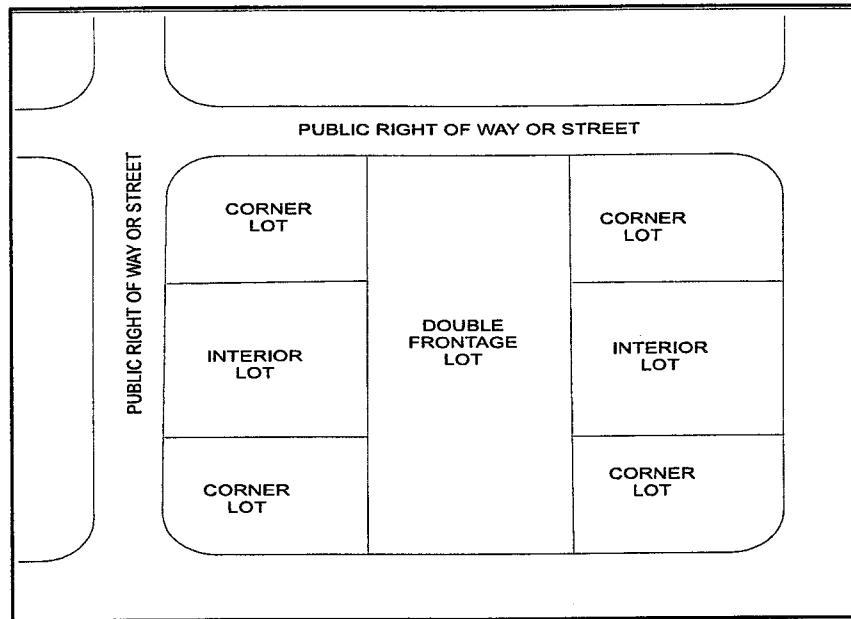 PUBLIC RIGHT OF WAY OR STREET
PUBLIC RIGHT OF WAY OR STREET
CORNER
LOT
CORNER
LOT
INTERIOR
LOT
DOUBLE
FRONTAGE
LOT
INTERIOR
LOT
CORNER
LOT
CORNER
LOT